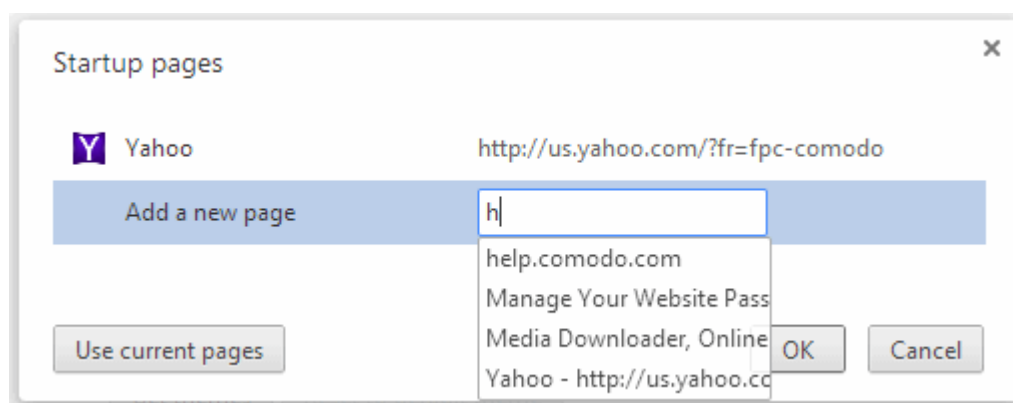 Startup pages
Yahoo http://us.yahoo.com/?fr=fpc-comodo
Add a new page h
help.comodo.com
Manage Your Website Pass
Media Downloader, Online
Use current pages OK Cancel
Yahoo - http://us.yahoo.cc